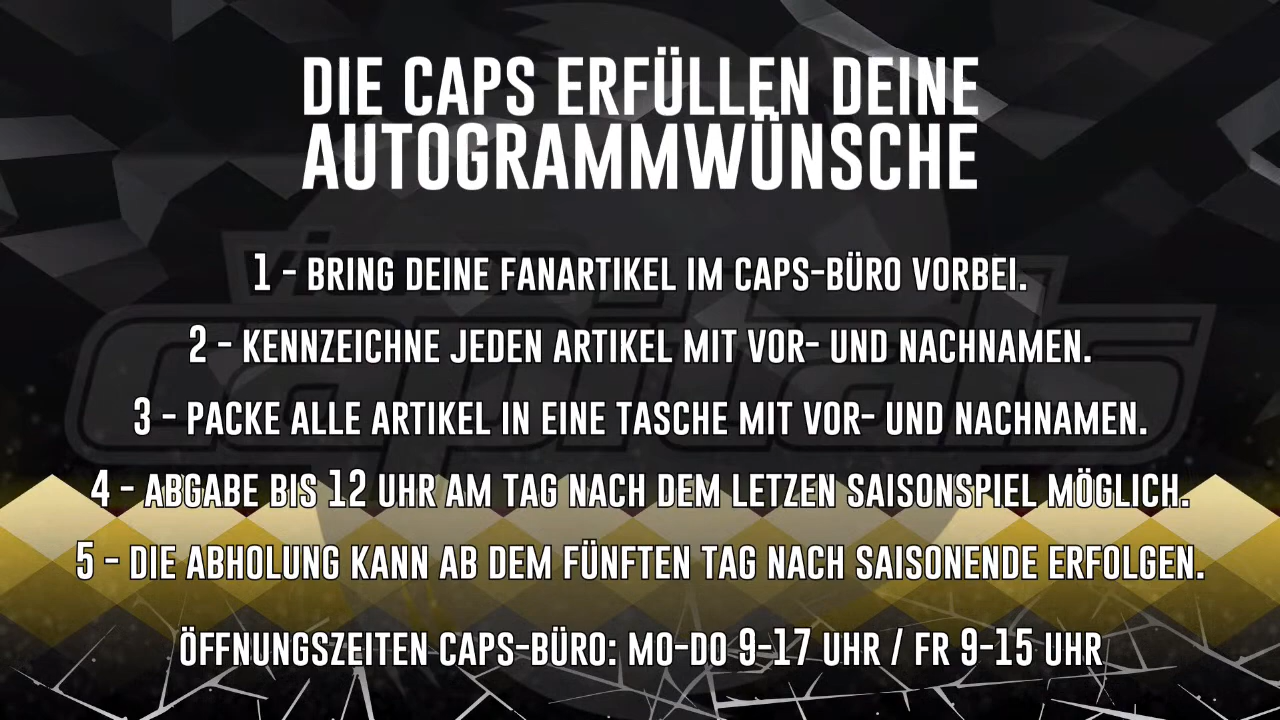 DIE CAPS ERFÜLLEN DEINE
AUTOGRAMMWÜNSCHE
vienna
capitals
1 - BRING DEINE FANARTIKEL IM CAPS-BÜRO VORBEI.
2 - KENNZEICHNE JEDEN ARTIKEL MIT VOR- UND NACHNAMEN.
3 - PACKE ALLE ARTIKEL IN EINE TASCHE MIT VOR- UND NACHNAMEN.
4 - ABGABE BIS 12 UHR AM TAG NACH DEM LETZEN SAISONSPIEL MÖGLICH.
5 - DIE ABHOLUNG KANN AB DEM FÜNFTEN TAG NACH SAISONENDE ERFOLGEN.
ÖFFNUNGSZEITEN CAPS-BÜRO: MO-DO 9-17 UHR / FR 9-15 UHR